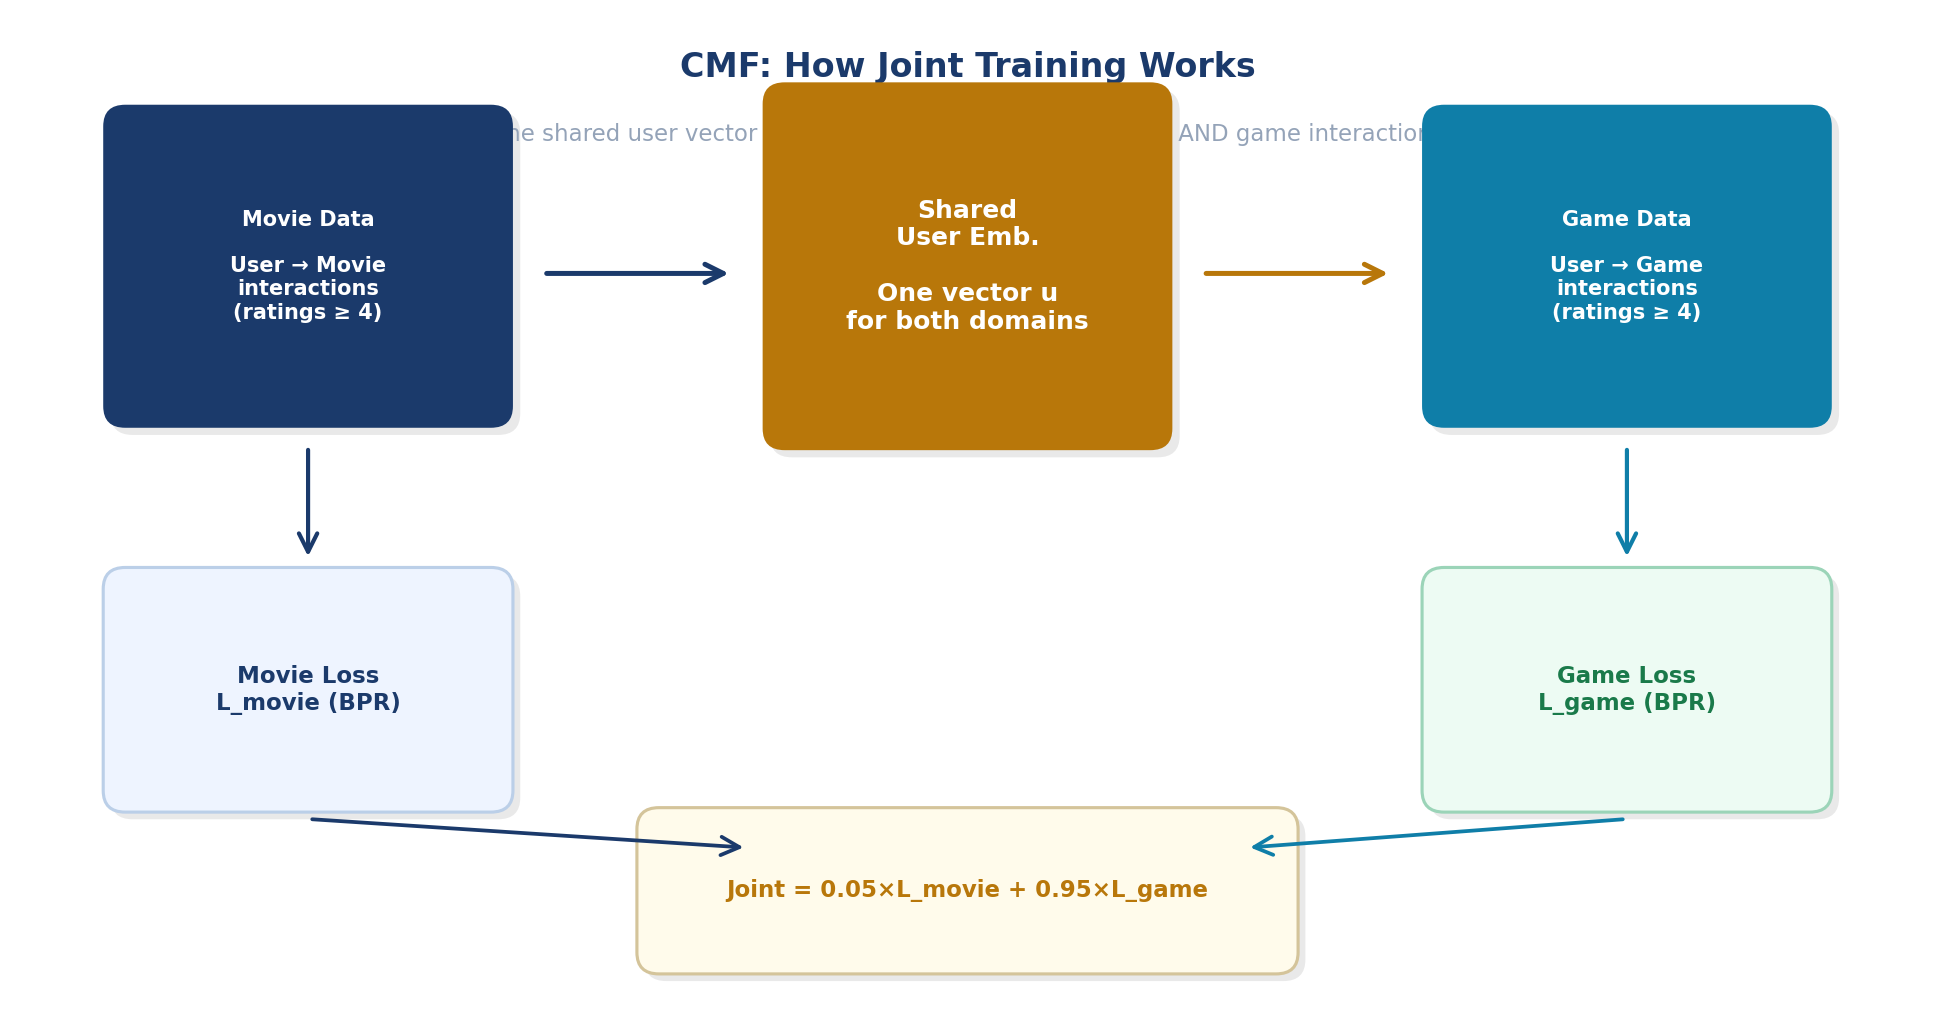 CMF: How Joint Training Works
shared user vector AND game
Movie Data
User → Movie
interactions
(ratings ≥ 4)
Shared
User Emb.
One vector u
for both domains
Game Data
User → Game
interactions
(ratings ≥ 4)
Movie Loss
L_movie (BPR)
Game Loss
L_game (BPR)
Joint = 0.05×L_movie + 0.95×L_game